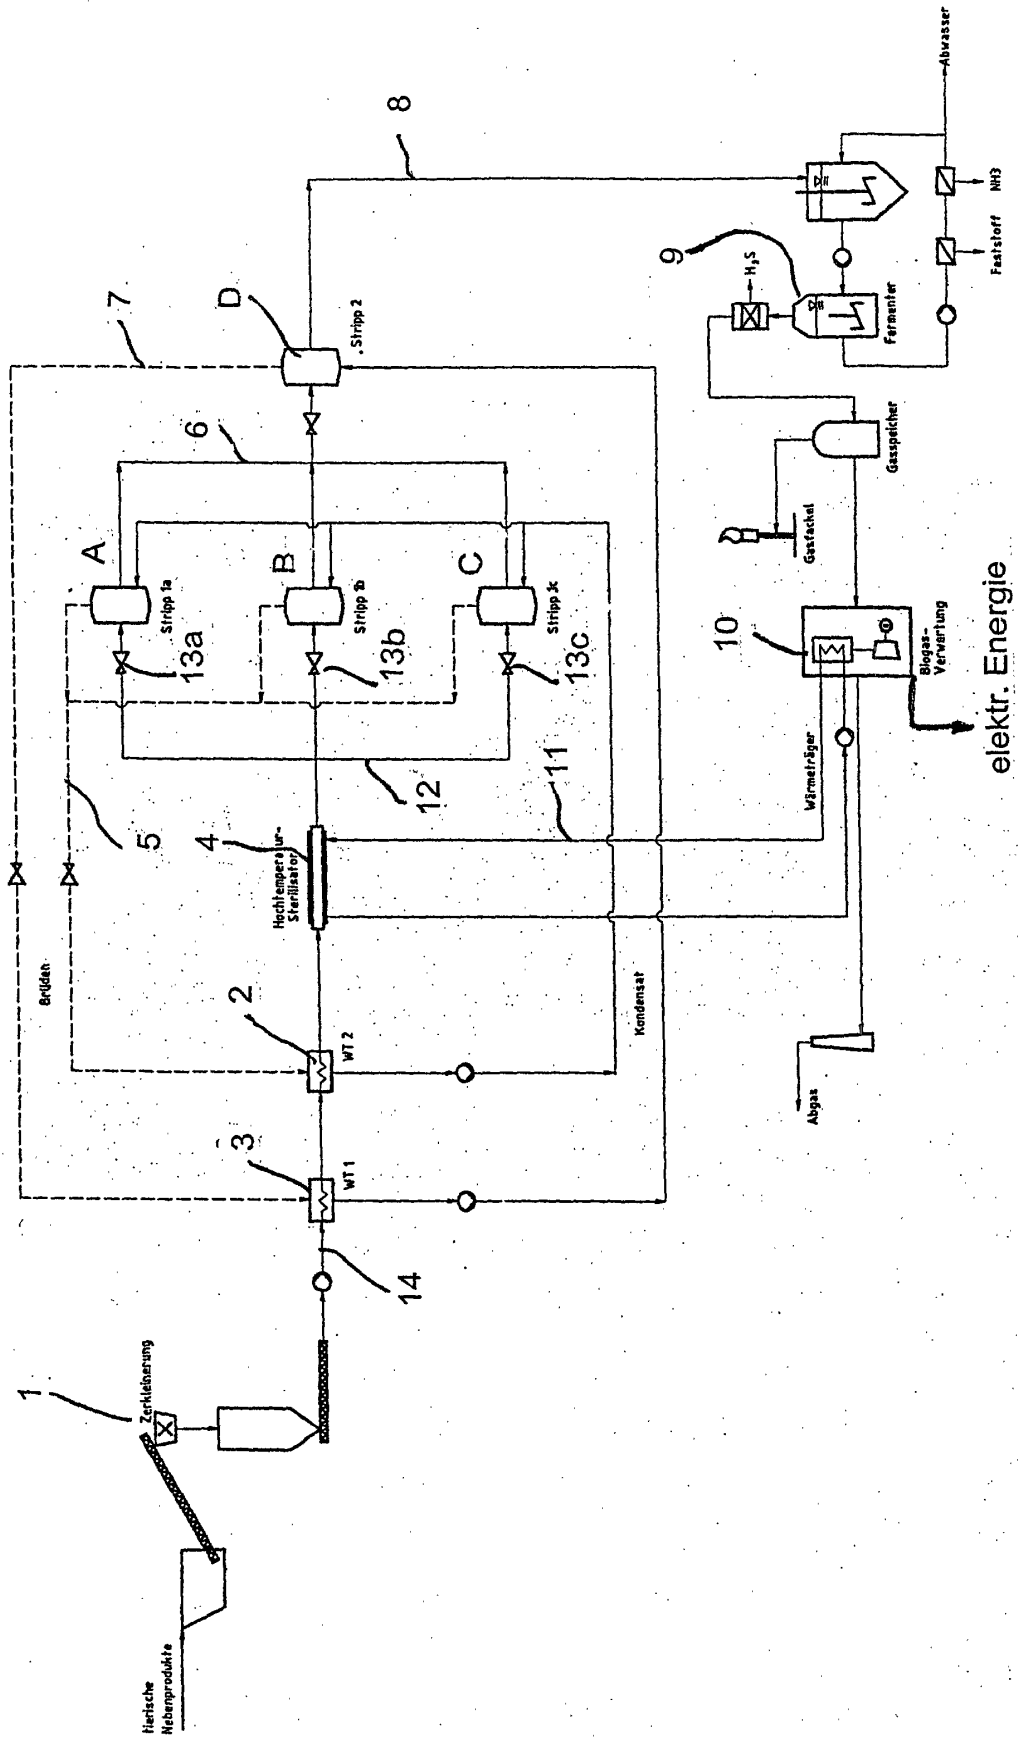 tierische
Nebenprodukte
1
Zerkleinerung
14
3
WT 1
2
WT 2
Brüden
Kondensat
Hochtemperatur-
Sterilisator
4
5
12
11
13a
13b
13c
A
Stripp 1a
B
Stripp 1b
C
Stripp 3c
6
7
D
Stripp 2
8
9
H2S
Fermenter
Feststoff
NH3
Abwasser
Gasspeicher
Gasfackel
10
Biogas-
Verwertung
Wärmeträger
Abgas
elektr. Energie